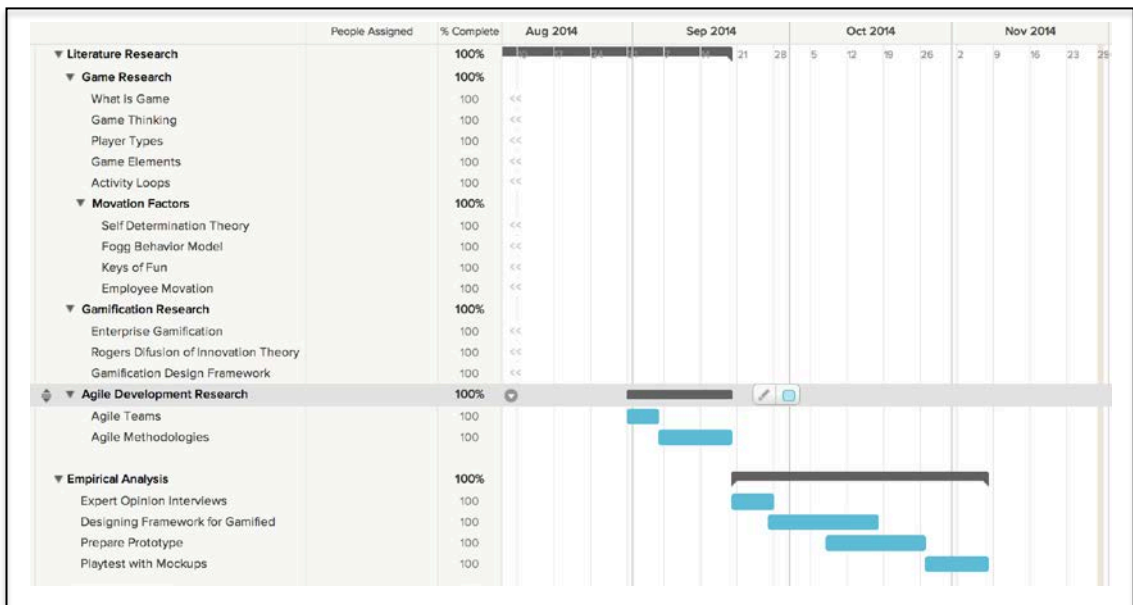 People Assigned % Complete Aug 2014 Sep 2014 Oct 2014 Nov 2014
Literature Research 100% 21 28 5 12 19 26 2 9 16 23
Game Research 100%
What is Game 100 <<
Game Thinking 100 <<
Player Types 100 <<
Game Elements 100 <<
Activity Loops 100 <<
Movation Factors 100%
Self Determination Theory 100 <<
Fogg Behavior Model 100 <<
Keys of Fun 100 <<
Employee Movation 100 <<
Gamification Research 100%
Enterprise Gamification 100 <<
Rogers Difusion of Innovation Theory 100 <<
Gamification Design Framework 100 <<
Agile Development Research 100%
Agile Teams 100
Agile Methodologies 100
Empirical Analysis 100%
Expert Opinion Interviews 100
Designing Framework for Gamified 100
Prepare Prototype 100
Playtest with Mockups 100